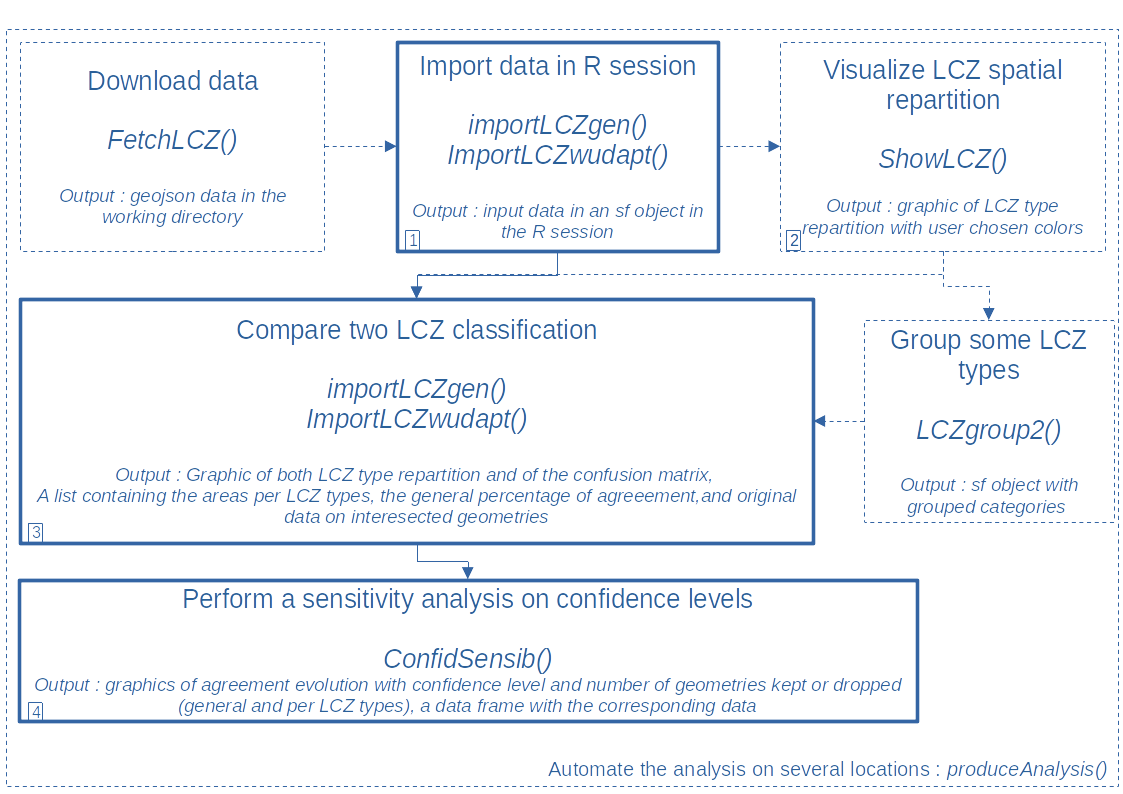 Download data
FetchLCZ()
Output : geojson data in the
working directory
Import data in R session
importLCZgen()
ImportLCZwudapt()
Output : input data in an sf object in
the R session
1
Visualize LCZ spatial
repartition
ShowLCZ()
Output : graphic of LCZ type
repartition with user chosen colors
2
Compare two LCZ classification
importLCZgen()
ImportLCZwudapt()
Output : Graphic of both LCZ type repartition and of the confusion matrix,
A list containing the areas per LCZ types, the general percentage of agreeement,and original
data on interesected geometries
3
Group some LCZ
types
LCZgroup2()
Output : sf object with
grouped categories
Perform a sensitivity analysis on confidence levels
ConfidSensib()
Output : graphics of agreement evolution with confidence level and number of geometries kept or dropped
(general and per LCZ types), a data frame with the corresponding data
4
Automate the analysis on several locations : produceAnalysis()